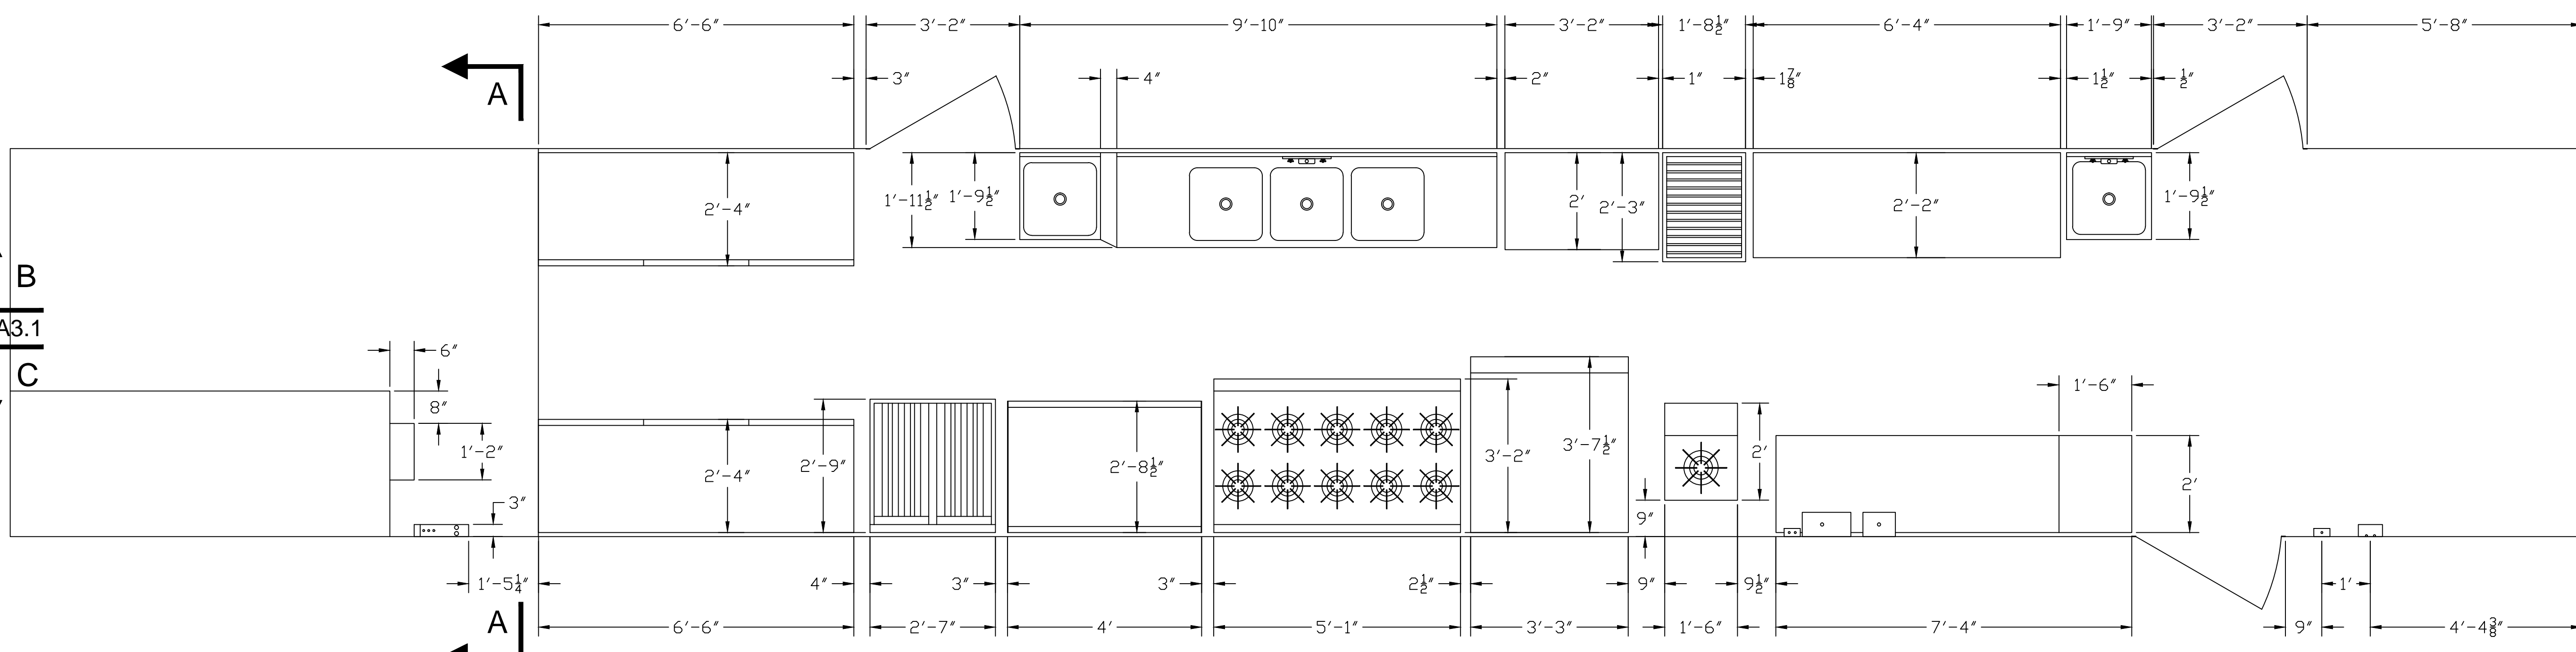 6'-6" 3'-2" 9'-10" 3'-2" 1'-8½" 6'-4" 1'-9" 3'-2" 5'-8"
A 3" 4" 2" 1" 1⅞" 1½" ½"
2'-4" 1'-11½" 1'-9½" 2' 2'-3" 2'-2" 1'-9½"
B
A3.1
C
6"
8"
1'-2"
3"
1'-6"
2'-4" 2'-9" 2'-8½" 3'-2" 3'-7½" 2' 2'
9"
1'-5¼" 4" 3" 3" 2½" 9" 9½" 1'
A 6'-6" 2'-7" 4' 5'-1" 3'-3" 1'-6" 7'-4" 9" 4'-4⅜"